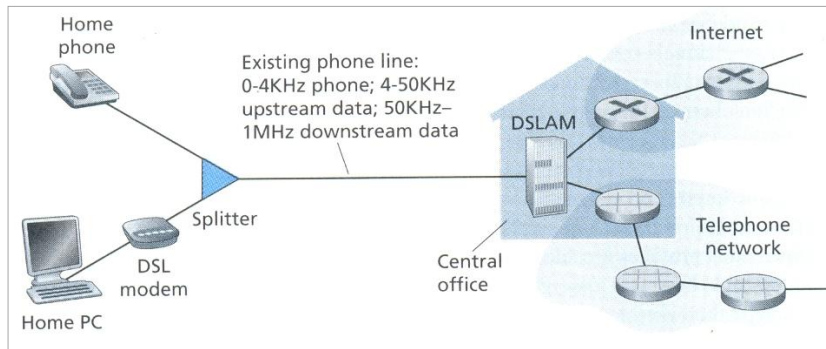 Home
phone
Existing phone line:
0-4KHz phone; 4-50KHz
upstream data; 50KHz–
1MHz downstream data
Internet
DSLAM
Splitter
DSL
modem
Home PC
Central
office
Telephone
network